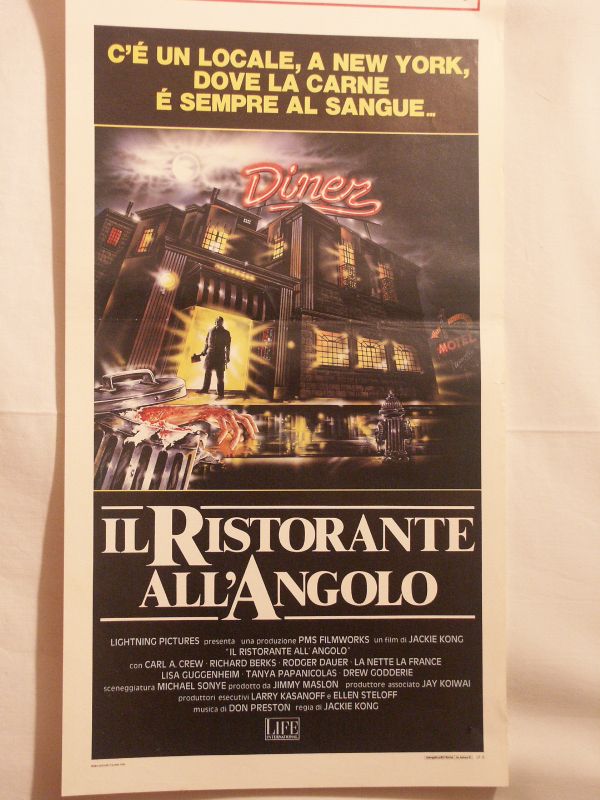 C'É UN LOCALE, A NEW YORK,
DOVE LA CARNE
É SEMPRE AL SANGUE...
Diner
MOTEL
IL RISTORANTE
ALL'ANGOLO
LIGHTNING PICTURES presenta una produzione PMS FILMWORKS un film di JACKIE KONG
"IL RISTORANTE ALL' ANGOLO"
con CARL A. CREW · RICHARD BERKS · RODGER DAUER · LA NETTE LA FRANCE
LISA GUGGENHEIM · TANYA PAPANICOLAS · DREW GODDERIE
sceneggiatura MICHAEL SONYE prodotto da JIMMY MASLON · produttore associato JAY KOIWAI
produttori esecutivi LARRY KASANOFF e ELLEN STELOFF
musica di DON PRESTON regia di JACKIE KONG
LIFE
INTERNATIONAL